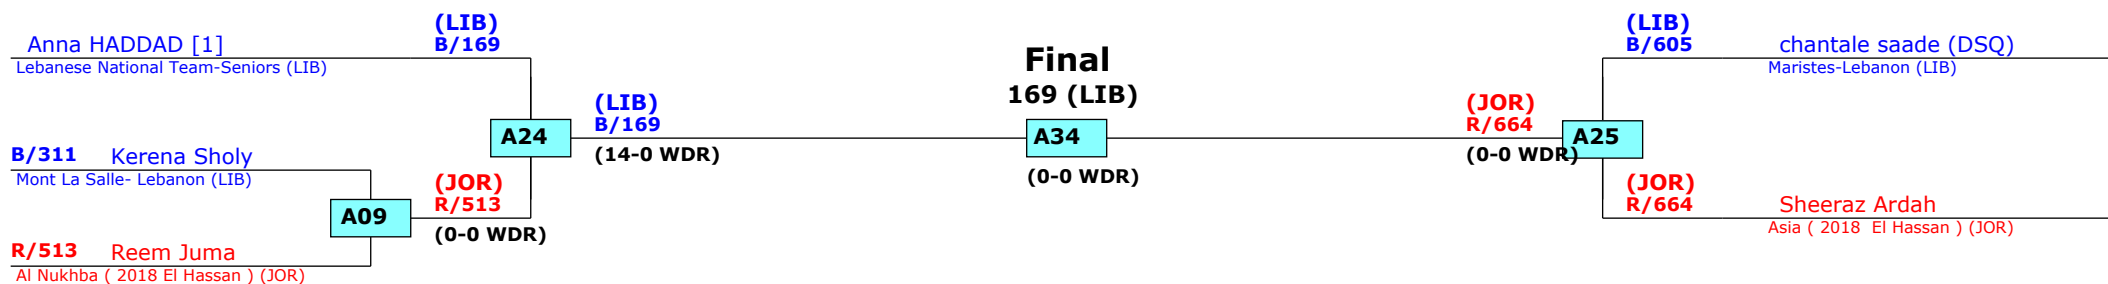 Anna HADDAD [1]
Lebanese National Team-Seniors (LIB)
(LIB)
B/169
B/311 Kerena Sholy
Mont La Salle- Lebanon (LIB)
A09
R/513 Reem Juma
Al Nukhba ( 2018 El Hassan ) (JOR)
(JOR)
R/513
(0-0 WDR)
A24
(LIB)
B/169
(14-0 WDR)
Final
169 (LIB)
A34
(0-0 WDR)
(JOR)
R/664
(0-0 WDR)
A25
(LIB)
B/605
chantale saade (DSQ)
Maristes-Lebanon (LIB)
(JOR)
R/664
Sheeraz Ardah
Asia ( 2018 El Hassan ) (JOR)